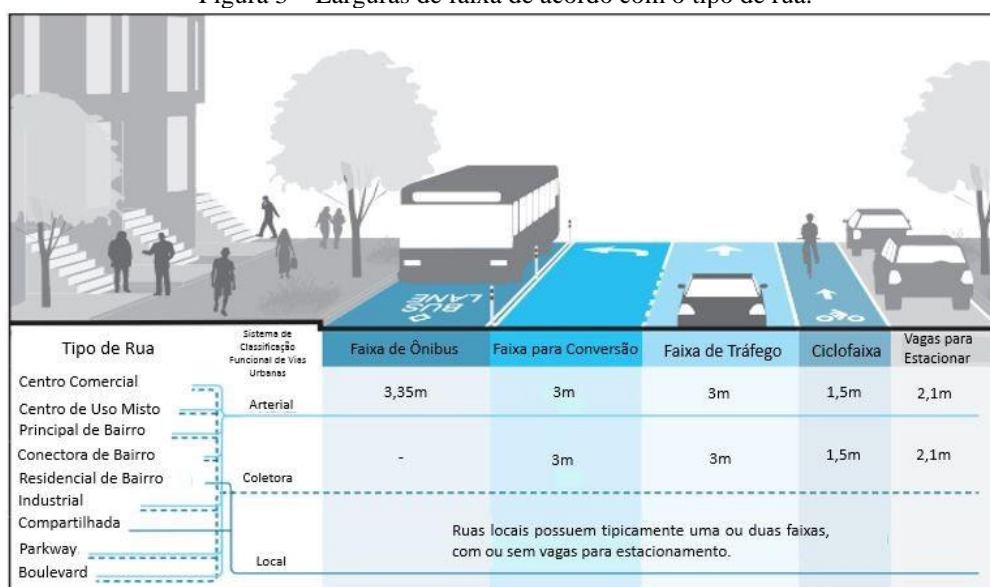 Figura 3 – Larguras de faixa de acordo com o tipo de rua.
BUS
LANE
Tipo de Rua
Sistema de
Classificação
Funcional de Vias
Urbanas
Faixa de Ônibus
Faixa para Conversão
Faixa de Tráfego
Ciclofaixa
Vagas para
Estacionar
Centro Comercial
Centro de Uso Misto
Principal de Bairro
Conectora de Bairro
Residencial de Bairro
Industrial
Compartilhada
Parkway
Boulevard
Arterial
3,35m
3m
3m
1,5m
2,1m
Coletora
-
3m
3m
1,5m
2,1m
Local
Ruas locais possuem tipicamente uma ou duas faixas,
com ou sem vagas para estacionamento.